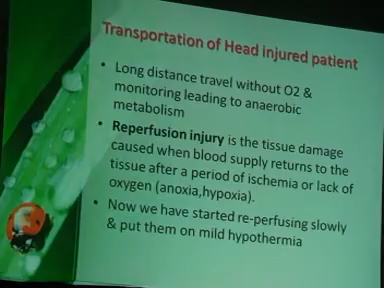 Transportation of Head injured patient
• Long distance travel without O2 &
monitoring leading to anaerobic
metabolism
• Reperfusion injury is the tissue damage
caused when blood supply returns to the
tissue after a period of ischemia or lack of
oxygen (anoxia,hypoxia).
• Now we have started re-perfusing slowly
& put them on mild hypothermia